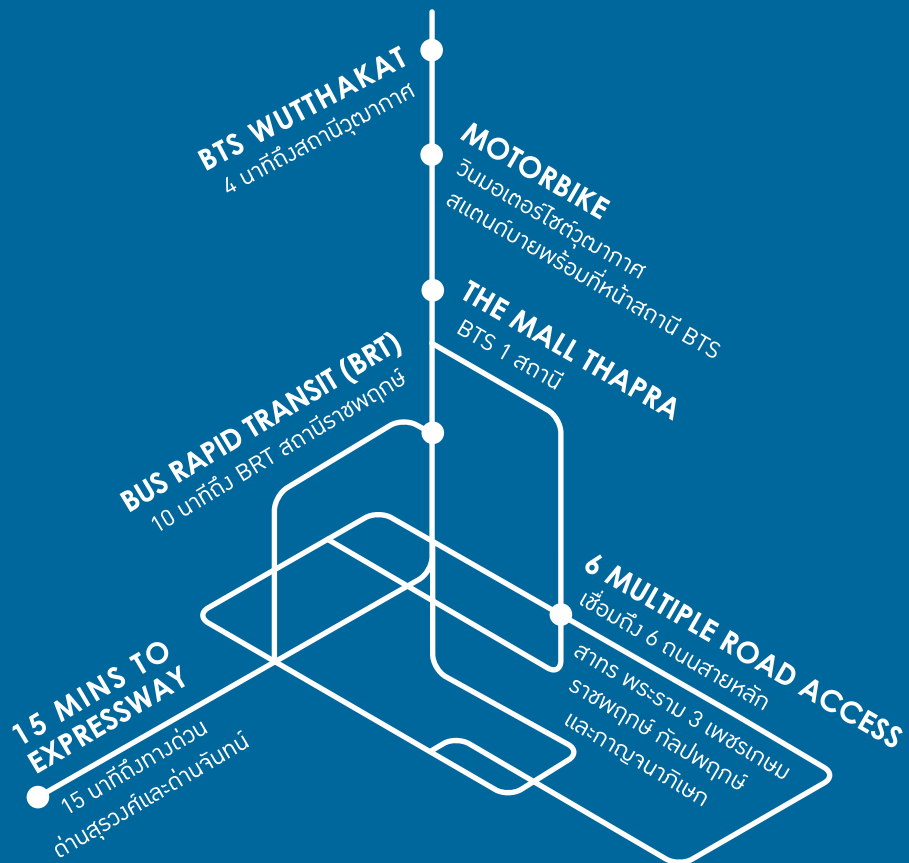 BTS WUTTHAKAT
4 นาทีถึงสถานีวุฒากาศ
MOTORBIKE
วินมอเตอร์ไซต์วุฒากาศ
สแตนด์บายพร้อมที่หน้าสถานี BTS
THE MALL THAPRA
BTS 1 สถานี
BUS RAPID TRANSIT (BRT)
10 นาทีถึง BRT สถานีราชพฤกษ์
6 MULTIPLE ROAD ACCESS
เชื่อมถึง 6 ถนนสายหลัก
สาทร พระราม 3 เพชรเกษม
ราชพฤกษ์ กัลปพฤกษ์
และกาญจนาภิเษก
15 MINS TO
EXPRESSWAY
15 นาทีถึงทางด่วน
ด่านสุรวงศ์และด่านจันทน์